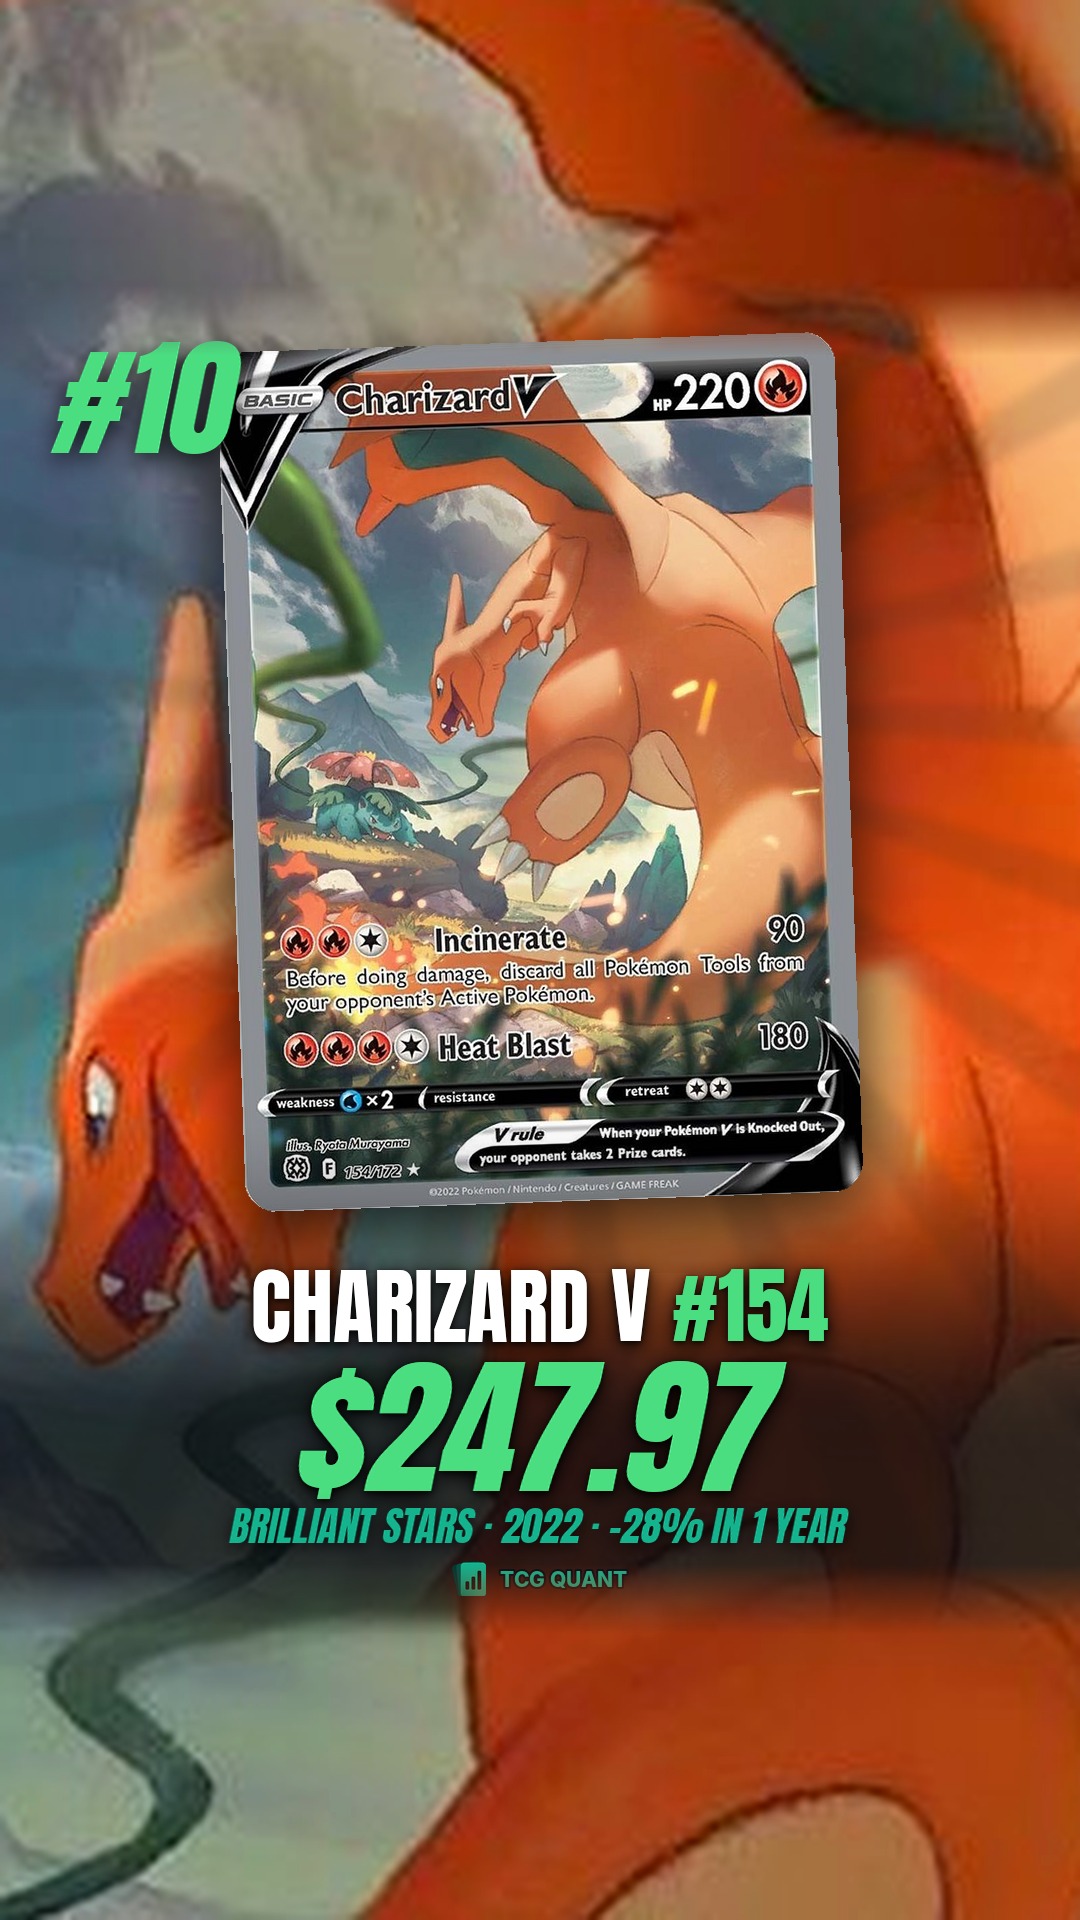 #10
BASIC CharizardV HP 220
Incinerate 90
Before doing damage, discard all Pokémon Tools from
your opponent's Active Pokémon.
Heat Blast 180
weakness ×2 resistance retreat
V rule When your Pokémon V is Knocked Out,
your opponent takes 2 Prize cards.
Illus. Ryota Murayama
F 154/172
©2022 Pokémon / Nintendo / Creatures / GAME FREAK
CHARIZARD V #154
$247.97
BRILLIANT STARS · 2022 · -28% IN 1 YEAR
TCG QUANT